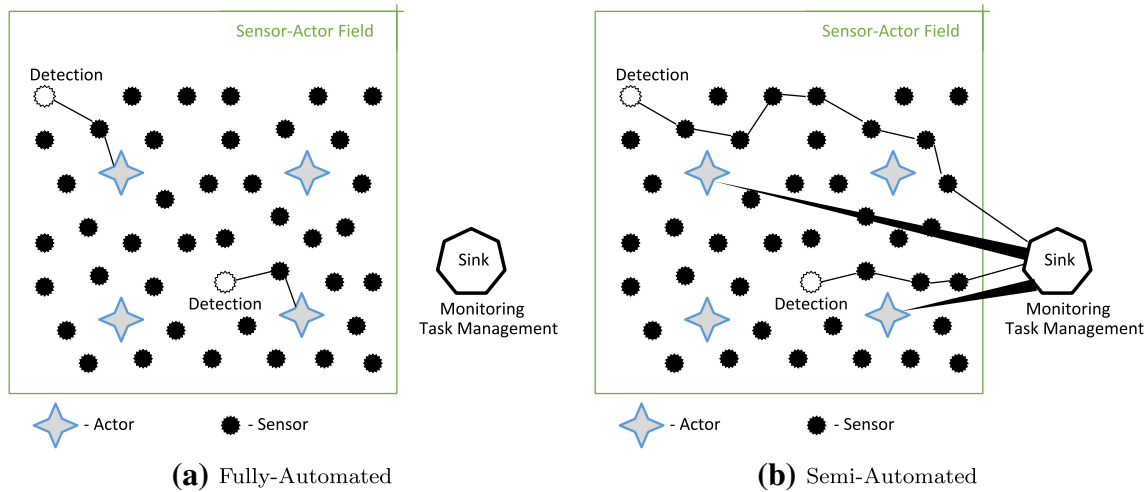 Sensor-Actor Field
Detection
Sink
Detection
Monitoring
Task Management
- Actor
- Sensor
(a) Fully-Automated
Sensor-Actor Field
Detection
Sink
Detection
Monitoring
Task Management
- Actor
- Sensor
(b) Semi-Automated